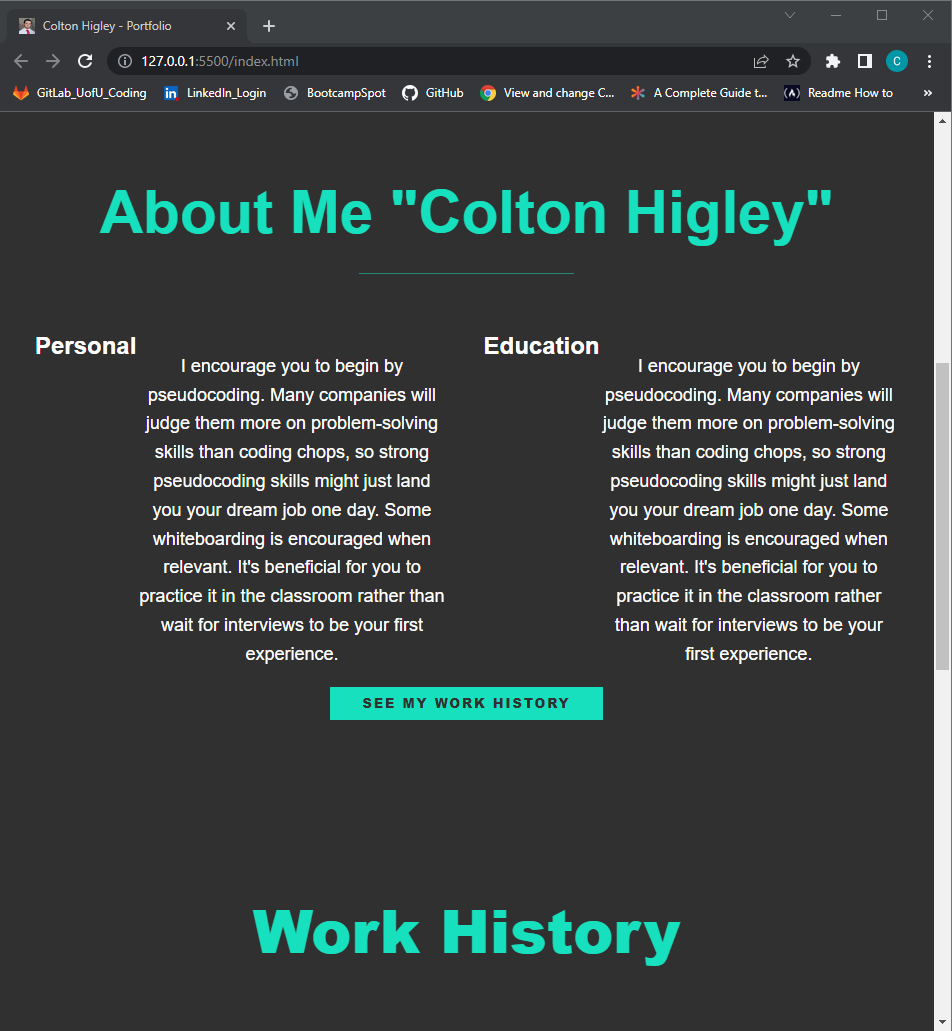 Colton Higley - Portfolio
127.0.0.1:5500/index.html
C
GitLab_UofU_Coding
LinkedIn_Login
BootcampSpot
GitHub
View and change C...
A Complete Guide t...
Readme How to
»
About Me "Colton Higley"
Personal
I encourage you to begin by
pseudocoding. Many companies will
judge them more on problem-solving
skills than coding chops, so strong
pseudocoding skills might just land
you your dream job one day. Some
whiteboarding is encouraged when
relevant. It's beneficial for you to
practice it in the classroom rather than
wait for interviews to be your first
experience.
Education
I encourage you to begin by
pseudocoding. Many companies will
judge them more on problem-solving
skills than coding chops, so strong
pseudocoding skills might just land
you your dream job one day. Some
whiteboarding is encouraged when
relevant. It's beneficial for you to
practice it in the classroom rather
than wait for interviews to be your
first experience.
SEE MY WORK HISTORY
Work History